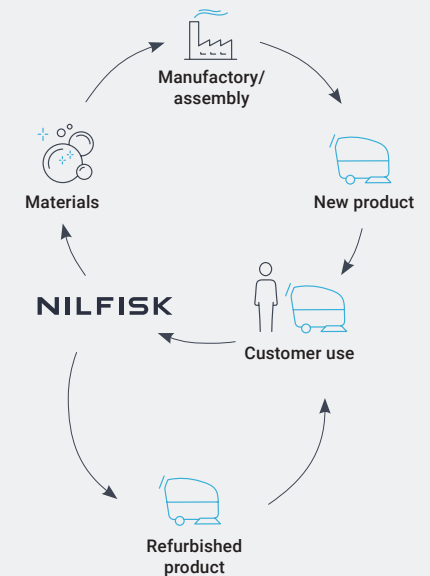 Manufactory/
assembly
Materials
New product
NILFISK
Customer use
Refurbished
product